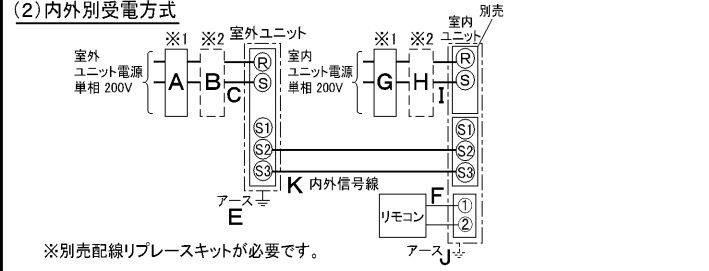 (2)内外別受電方式
別売
※1 ※2 室外ユニット ※1 ※2 室内ユニット
室外
ユニット電源
単相 200V
A B C R S
室内
ユニット電源
単相 200V
G H I R S
S1 S1
S2 S2
S3 S3
K 内外信号線
アース
E
リモコン F ① ②
アース J
※別売配線リプレースキットが必要です。